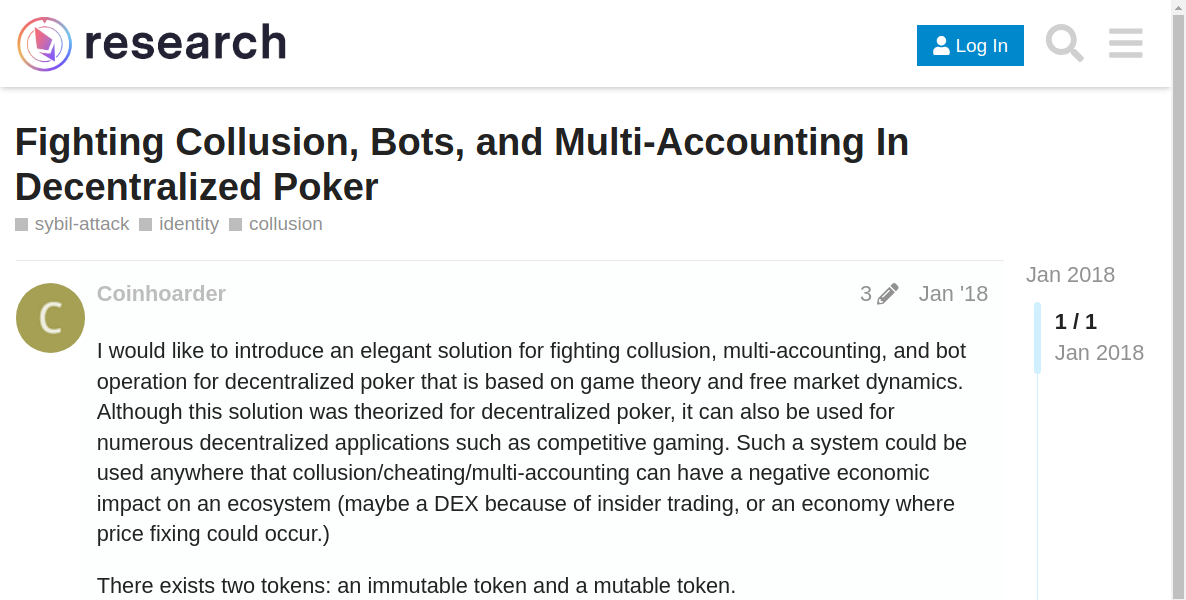 research
Log In
Fighting Collusion, Bots, and Multi-Accounting In
Decentralized Poker
sybil-attack identity collusion
C
Coinhoarder
3 Jan '18
Jan 2018
1 / 1
Jan 2018
I would like to introduce an elegant solution for fighting collusion, multi-accounting, and bot
operation for decentralized poker that is based on game theory and free market dynamics.
Although this solution was theorized for decentralized poker, it can also be used for
numerous decentralized applications such as competitive gaming. Such a system could be
used anywhere that collusion/cheating/multi-accounting can have a negative economic
impact on an ecosystem (maybe a DEX because of insider trading, or an economy where
price fixing could occur.)
There exists two tokens: an immutable token and a mutable token.